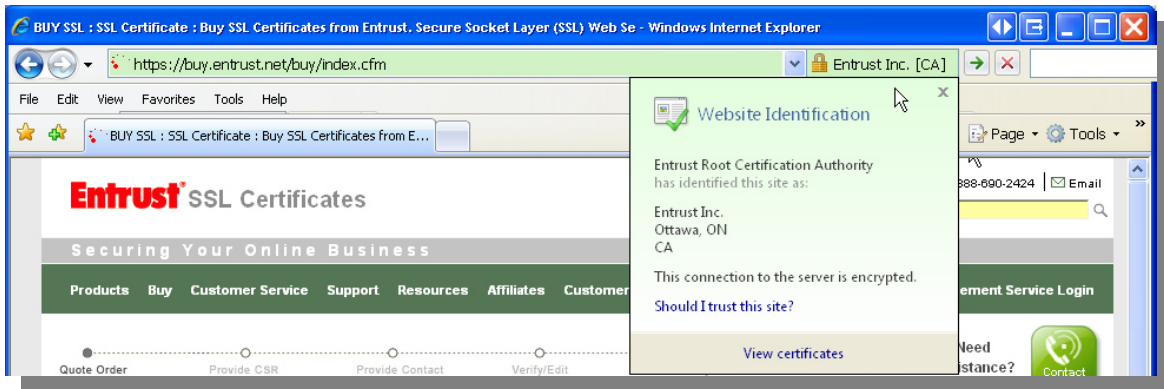 BUY SSL : SSL Certificate : Buy SSL Certificates from Entrust, Secure Socket Layer (SSL) Web Se - Windows Internet Explorer
https://buy.entrust.net/buy/index.cfm
Entrust Inc. [CA]
File Edit View Favorites Tools Help
BUY SSL : SSL Certificate : Buy SSL Certificates from E...
Page Tools »
Website Identification
Entrust Root Certification Authority
has identified this site as:
Entrust Inc.
Ottawa, ON
CA
This connection to the server is encrypted.
Should I trust this site?
View certificates
888-690-2424 Email
Entrust SSL Certificates
Securing Your Online Business
Products Buy Customer Service Support Resources Affiliates Customer
ement Service Login
Quote Order Provide CSR Provide Contact Verify/Edit
Need
istance?
Contact